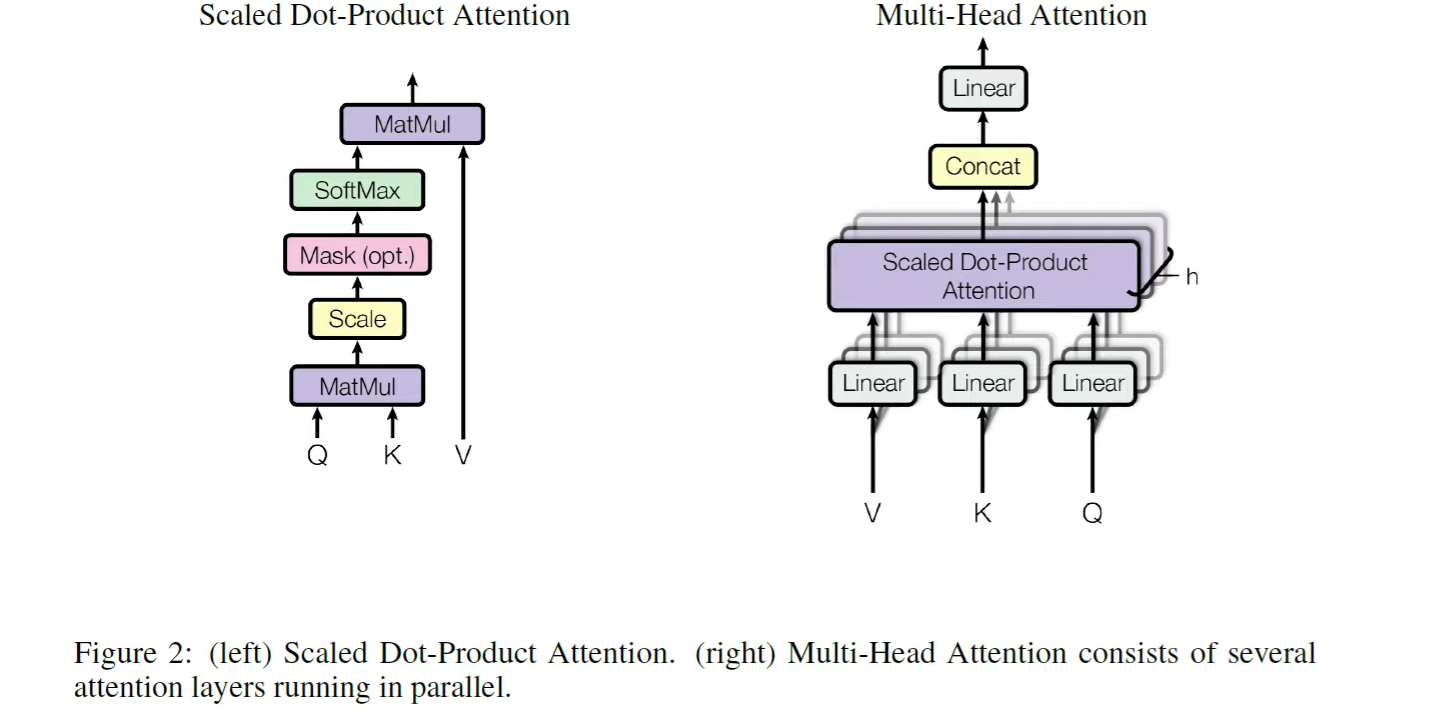 Scaled Dot-Product Attention
MatMul
SoftMax
Mask (opt.)
Scale
MatMul
Q K V
Multi-Head Attention
Linear
Concat
Scaled Dot-Product
Attention
h
Linear Linear Linear
V K Q
Figure 2: (left) Scaled Dot-Product Attention. (right) Multi-Head Attention consists of several
attention layers running in parallel.